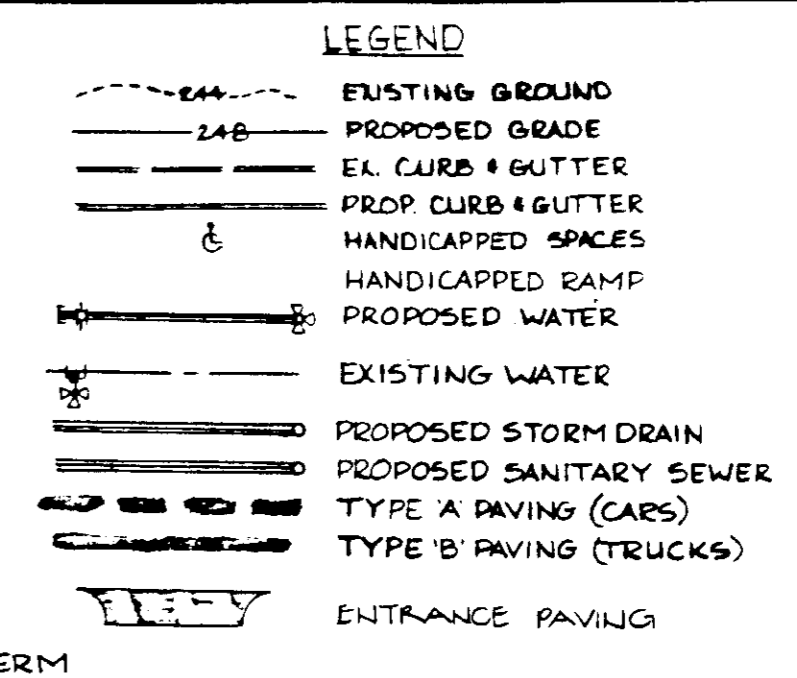 LEGEND
244 EXISTING GROUND
248 PROPOSED GRADE
EX. CURB & GUTTER
PROP. CURB & GUTTER
HANDICAPPED SPACES
HANDICAPPED RAMP
PROPOSED WATER
EXISTING WATER
PROPOSED STORM DRAIN
PROPOSED SANITARY SEWER
TYPE 'A' PAVING (CARS)
TYPE 'B' PAVING (TRUCKS)
ENTRANCE PAVING
ERM